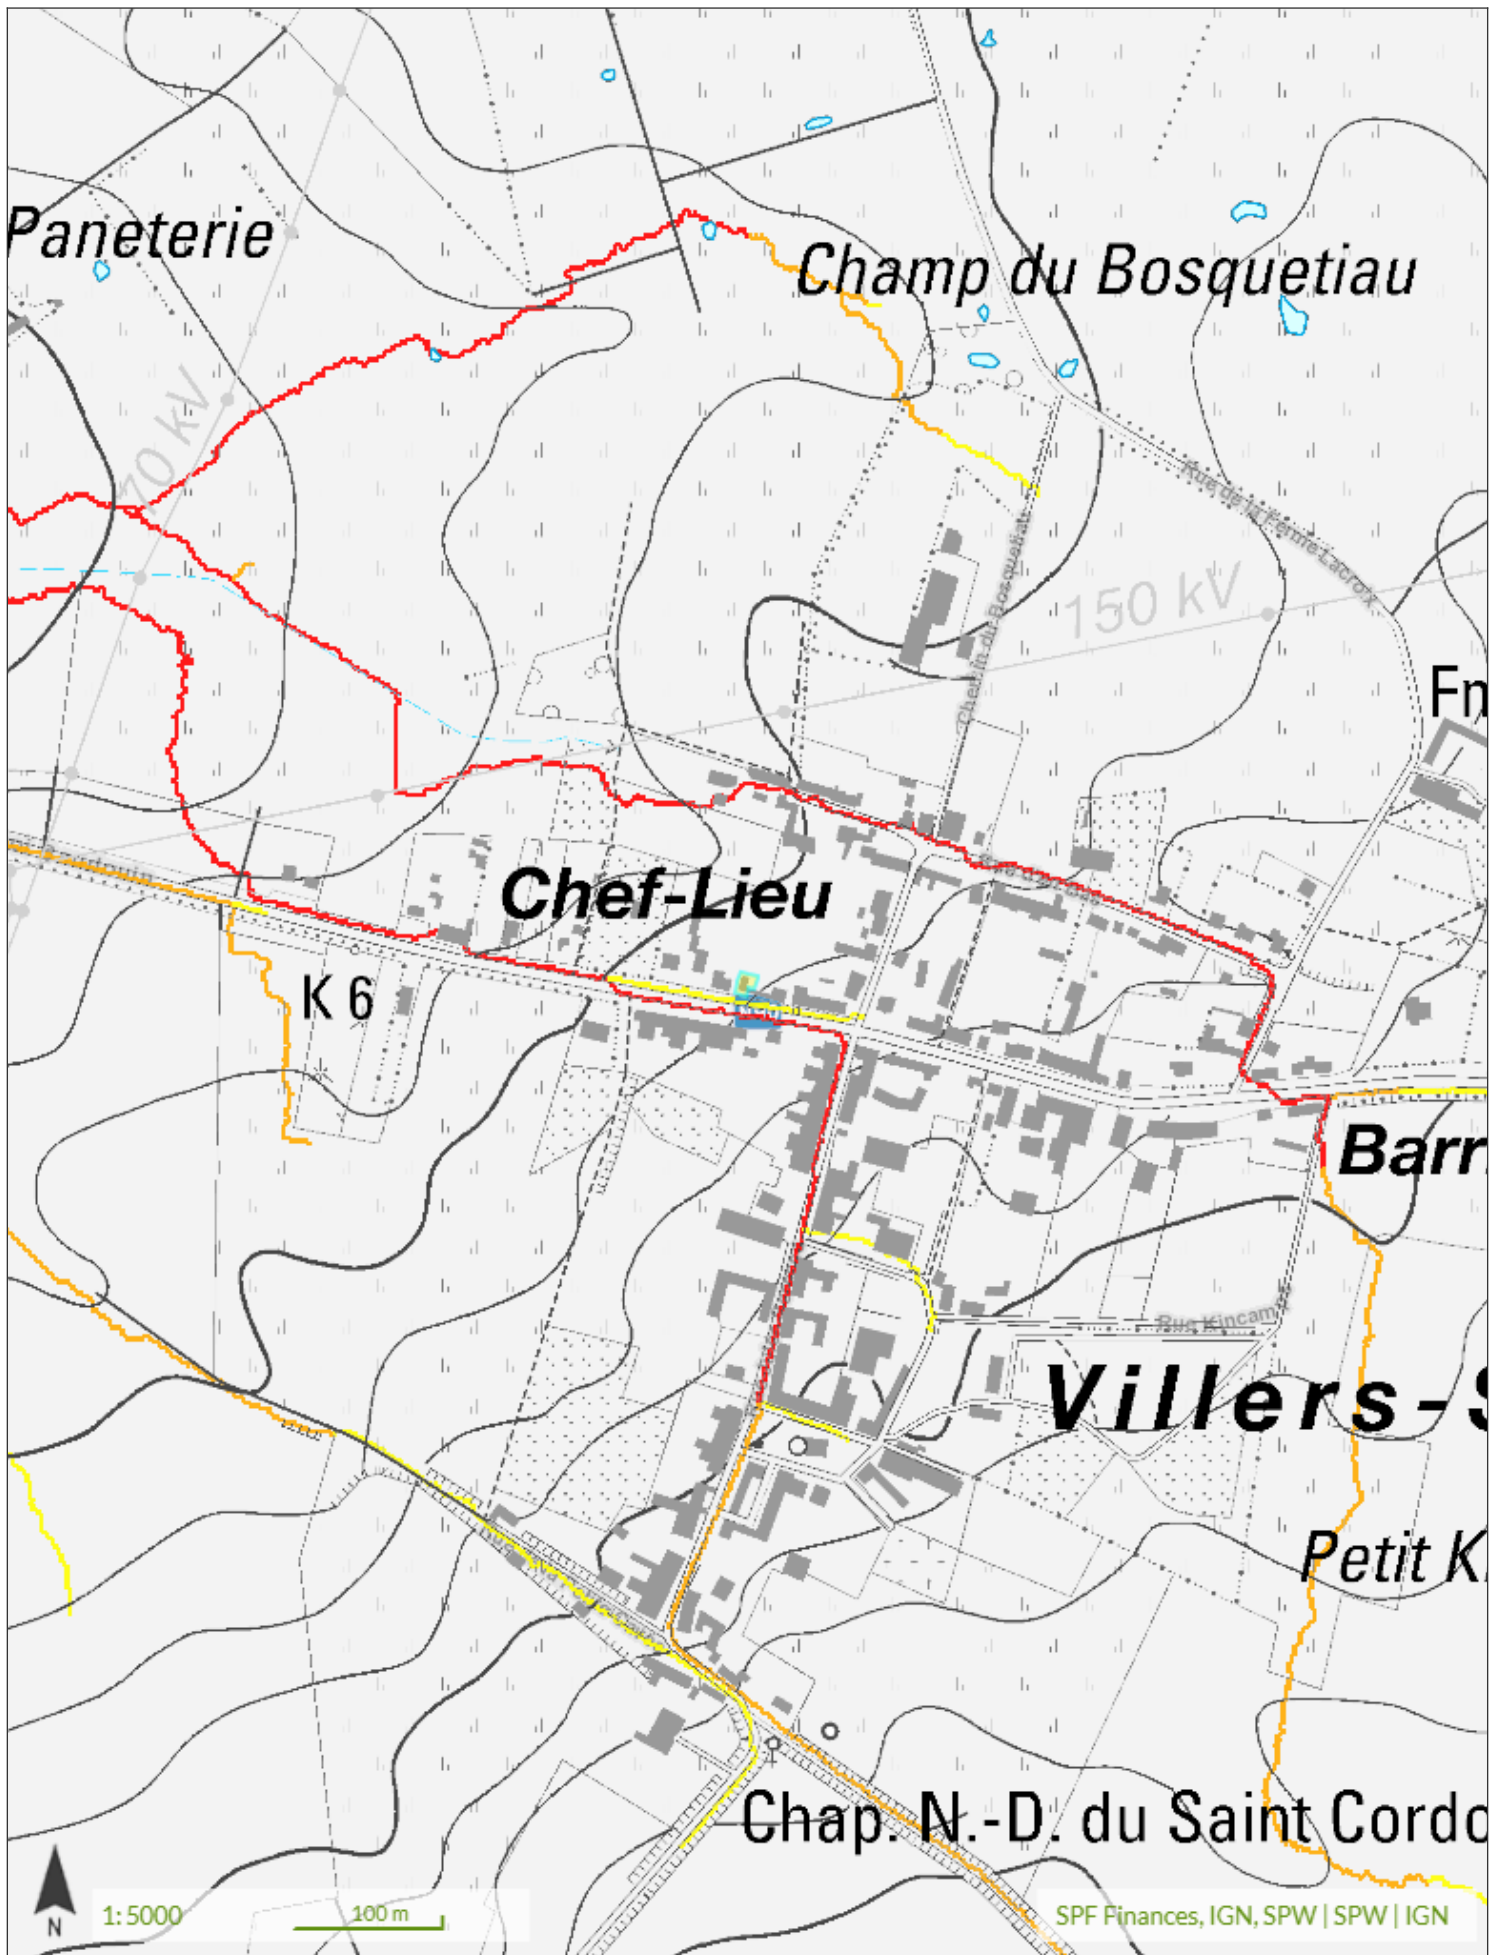 Paneterie
Champ du Bosquetiau
70 kV
Rue de la Ferme Lacroix
Chemin du Bosquetiau
150 kV
Chef-Lieu
K 6
Barr
Rue Kincamp
Villers-S
Petit K
Chap. N.-D. du Saint Cordo
N
1:5000
100 m
SPF Finances, IGN, SPW | SPW | IGN